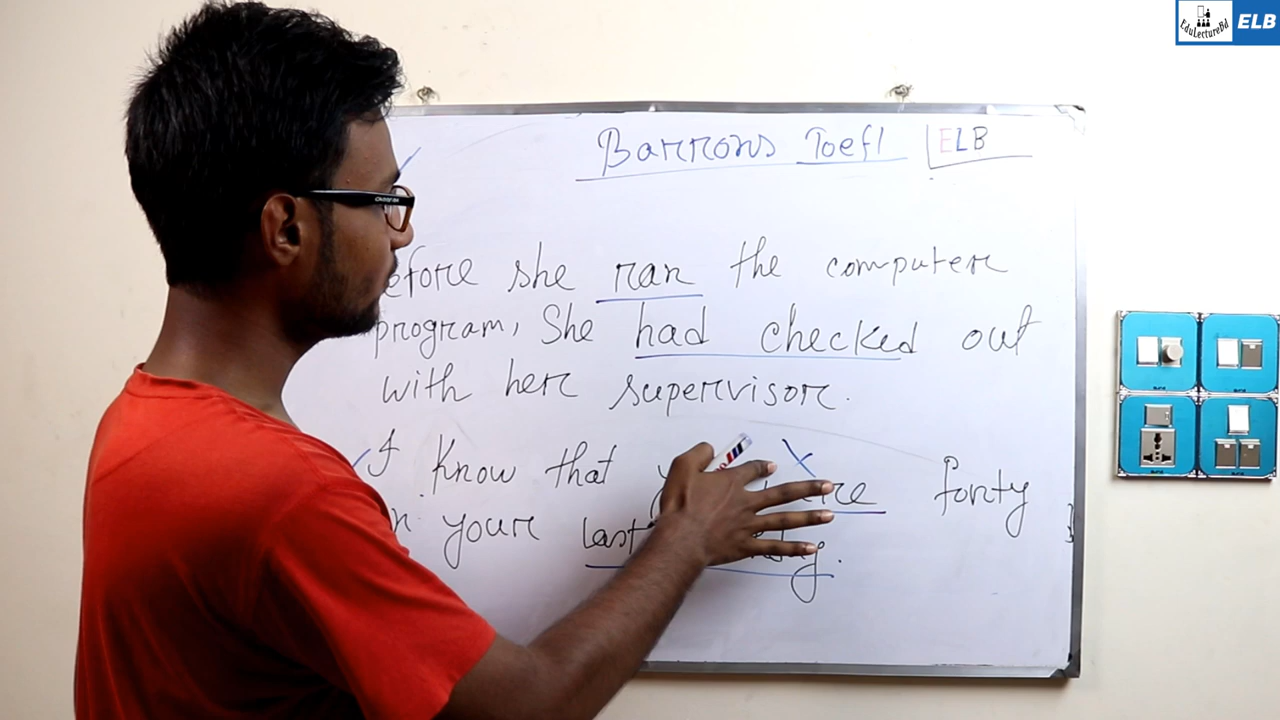 Barrons Toefl ELB
efore she ran the computer
program, She had checked out
with her supervisor.
I know that forty
your last
EduLectureBd ELB